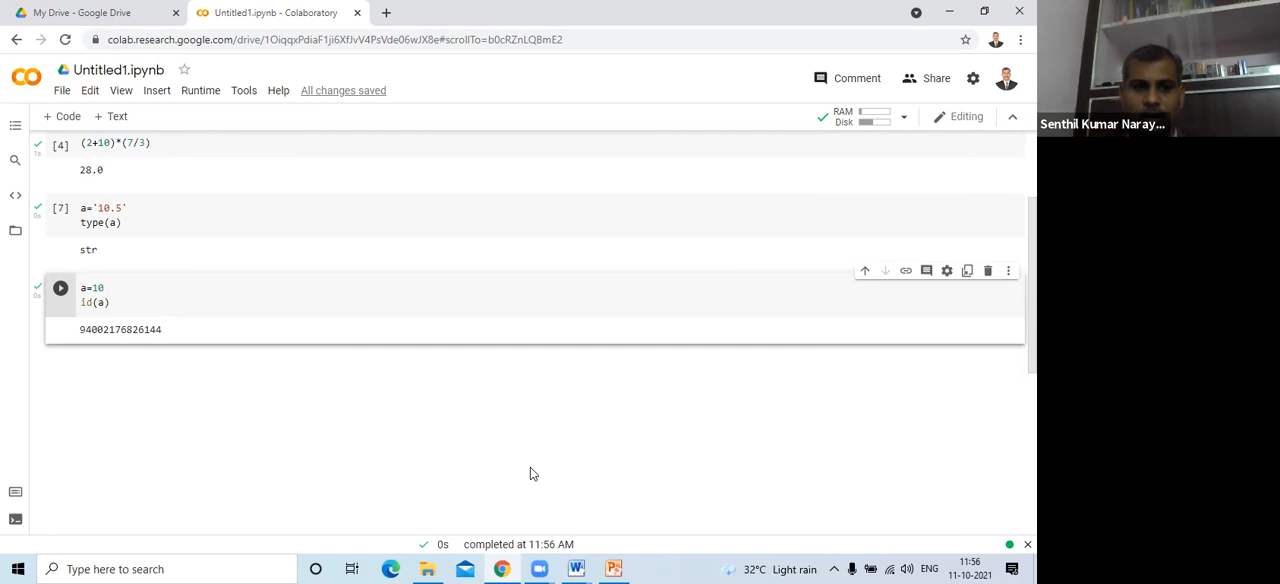 My Drive - Google Drive
Untitled1.ipynb - Colaboratory
colab.research.google.com/drive/1OiqqxPdiaF1ji6XfJvV4PsVde06wJX8e#scrollTo=b0cRZnLQBmE2
Untitled1.ipynb
Comment
Share
File Edit View Insert Runtime Tools Help All changes saved
+ Code + Text
RAM
Disk
Editing
[4] (2+10)*(7/3)
1s
28.0
[7] a='10.5'
0s
type(a)
str
a=10
0s
id(a)
94002176826144
0s completed at 11:56 AM
Type here to search
32°C Light rain
ENG
11:56
11-10-2021
Senthil Kumar Naray...